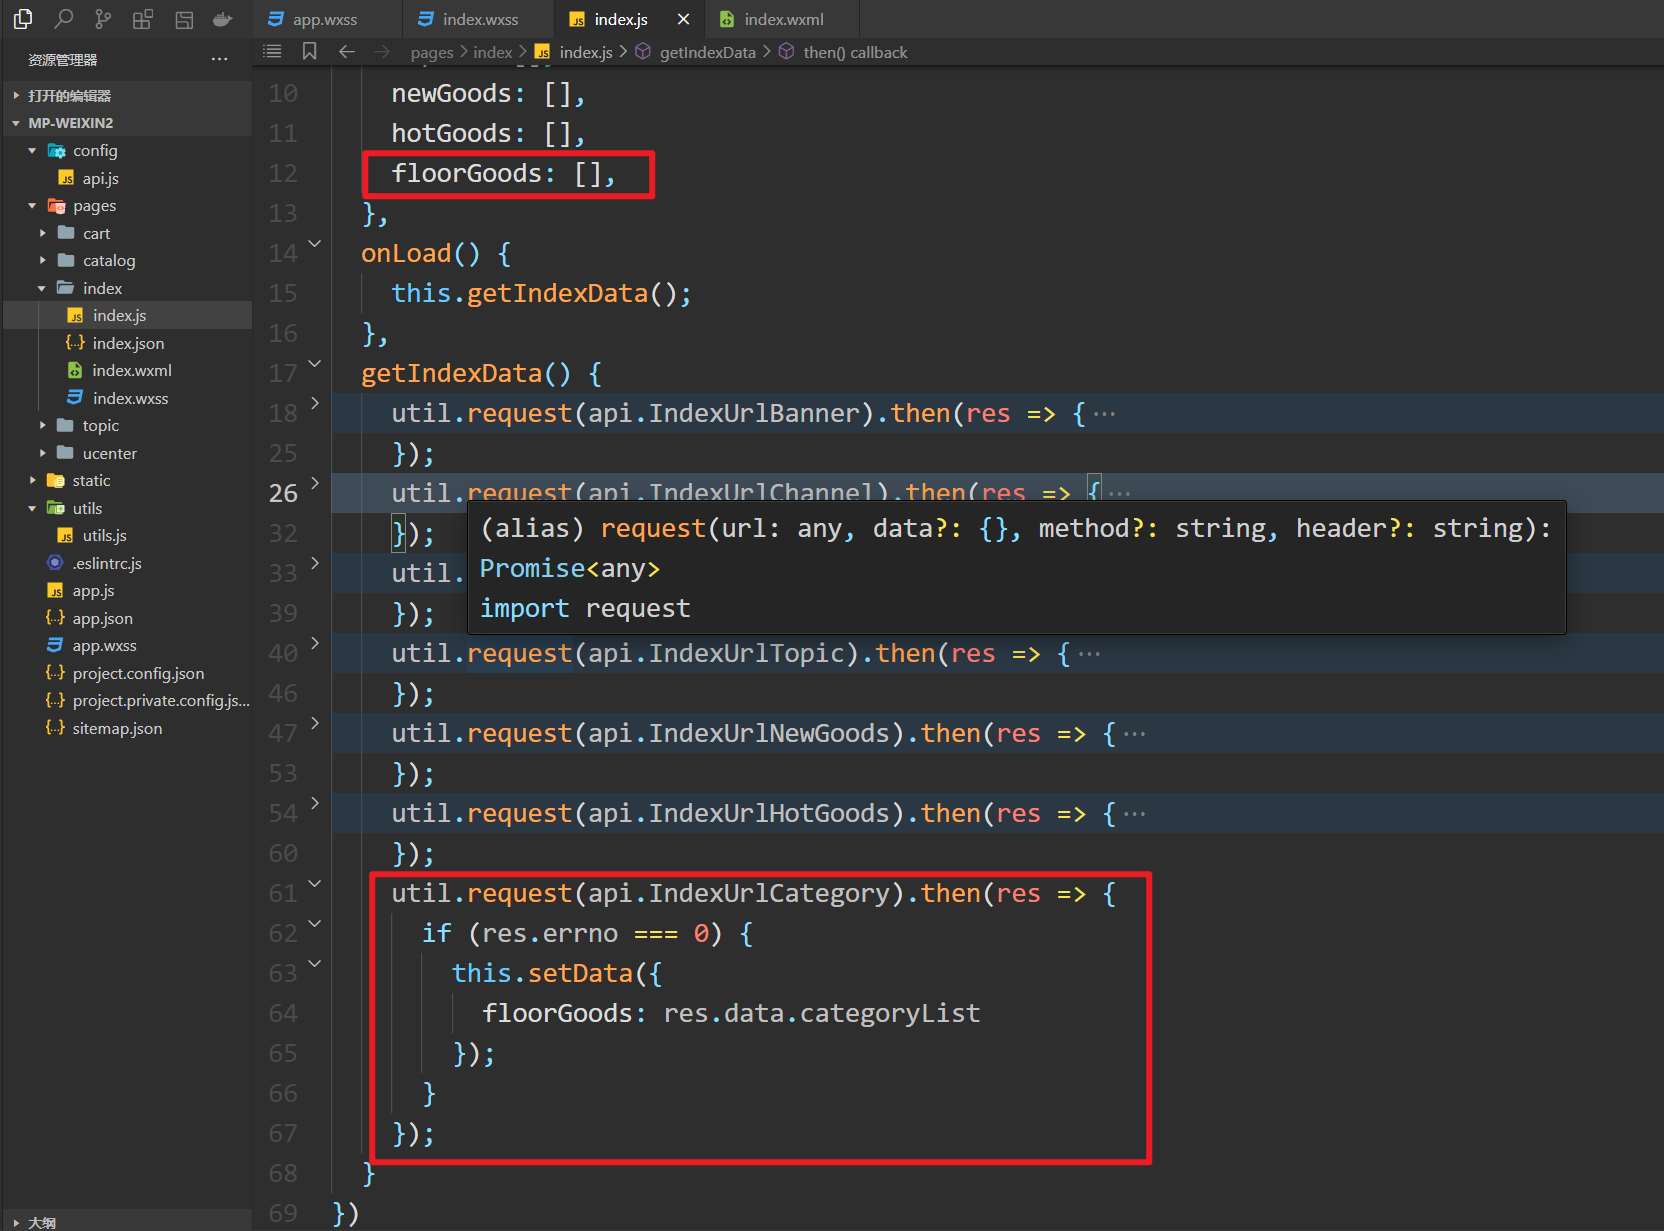 app.wxss
index.wxss
index.js
index.wxml
资源管理器
pages > index > index.js > getIndexData > then() callback
打开的编辑器
MP-WEIXIN2
config
api.js
pages
cart
catalog
index
index.js
index.json
index.wxml
index.wxss
topic
ucenter
static
utils
utils.js
.eslintrc.js
app.js
app.json
app.wxss
project.config.json
project.private.config.js...
sitemap.json
大纲
10 newGoods: [],
11 hotGoods: [],
12 floorGoods: [],
13 },
14 onLoad() {
15 this.getIndexData();
16 },
17 getIndexData() {
18 util.request(api.IndexUrlBanner).then(res => { ···
25 });
26 util.request(api.IndexUrlChannel).then(res => { ···
32 });
33 util.
39 });
(alias) request(url: any, data?: {}, method?: string, header?: string):
Promise<any>
import request
40 util.request(api.IndexUrlTopic).then(res => { ···
46 });
47 util.request(api.IndexUrlNewGoods).then(res => { ···
53 });
54 util.request(api.IndexUrlHotGoods).then(res => { ···
60 });
61 util.request(api.IndexUrlCategory).then(res => {
62 if (res.errno === 0) {
63 this.setData({
64 floorGoods: res.data.categoryList
65 });
66 }
67 });
68 }
69 })